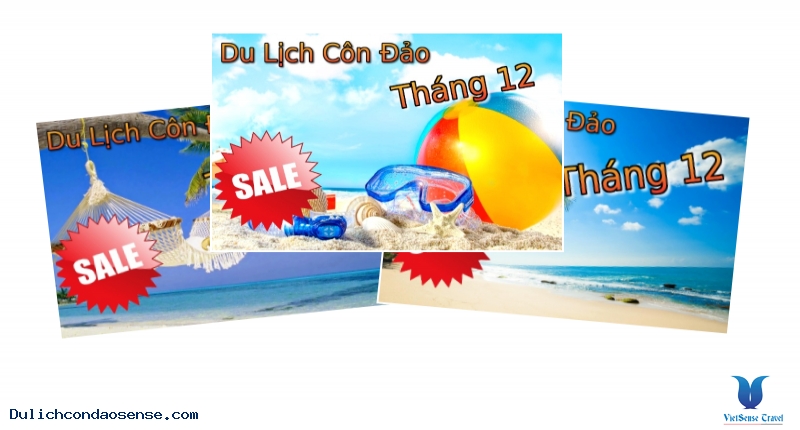 Du Lịch Côn Đảo
Tháng 12
SALE
Du Lịch Côn
SALE
Đảo
Tháng 12
Dulichcondaosense.com
VietSense Travel